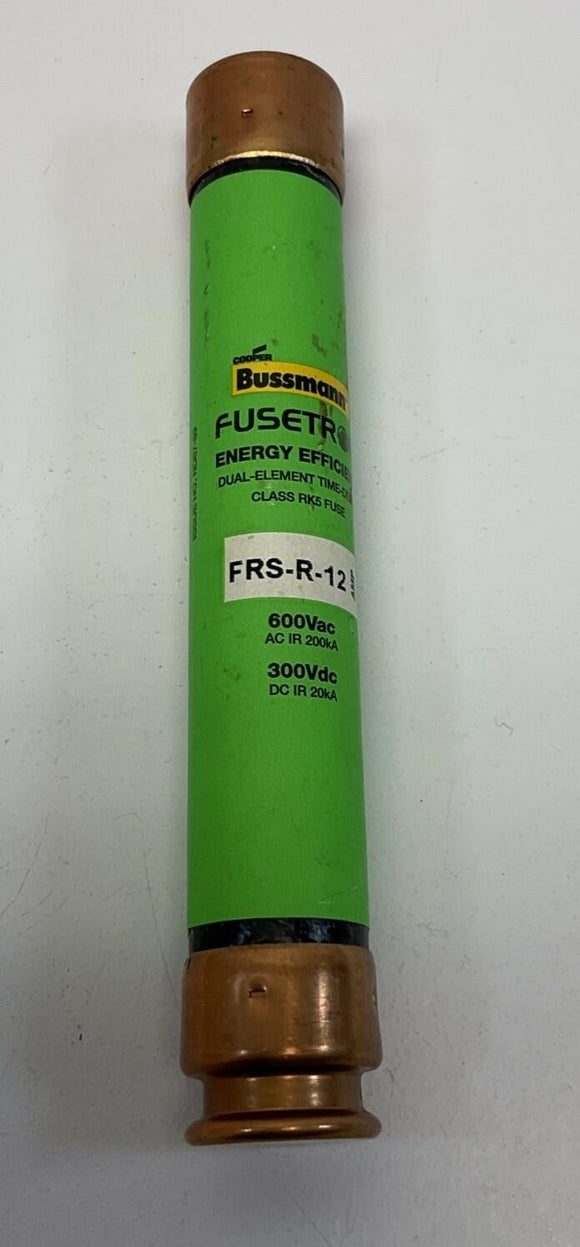 COOPER
Bussmann
FUSETR
ENERGY EFFICIE
DUAL-ELEMENT TIME-D
CLASS RK5 FUSE
FRS-R-12
AMP
600Vac
AC IR 200kA
300Vdc
DC IR 20kA